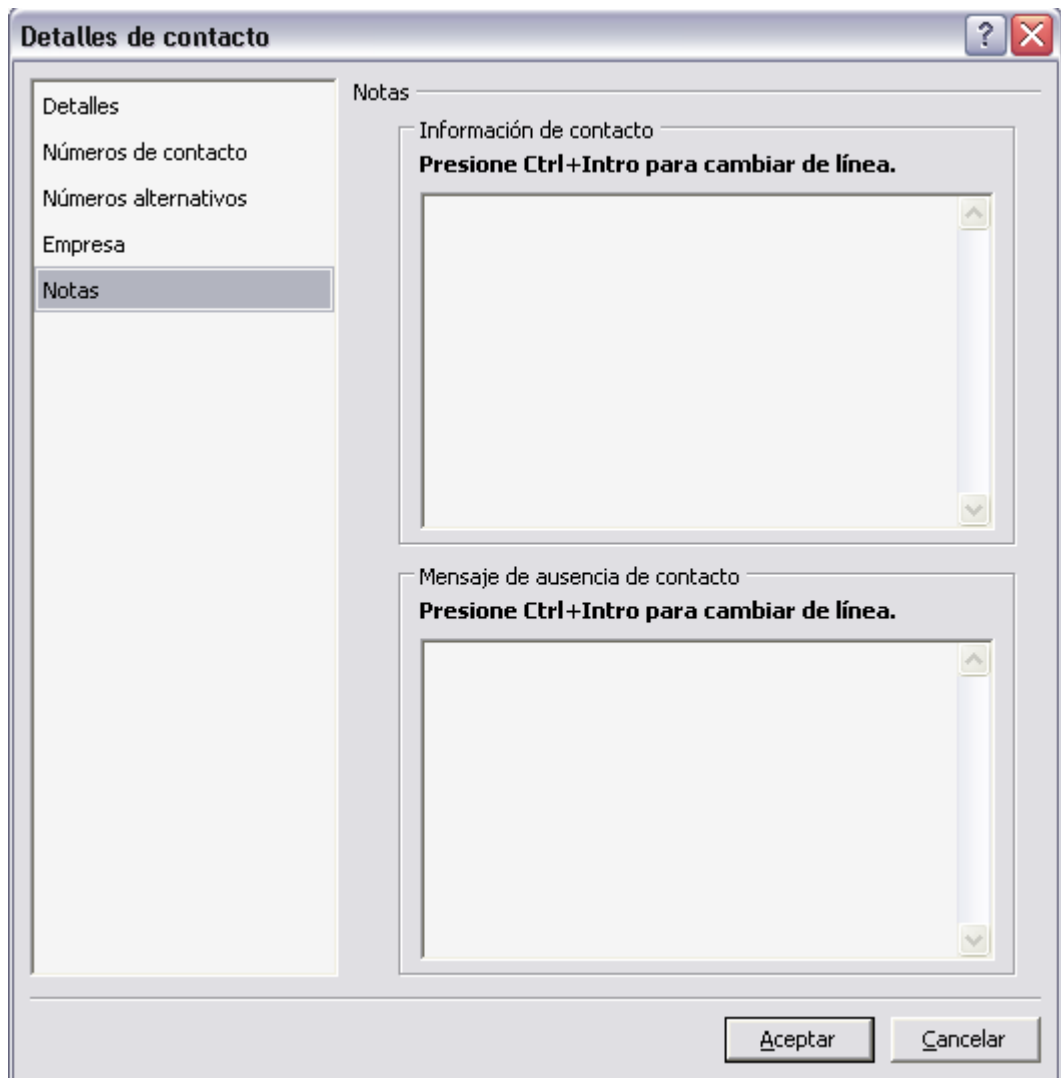 Detalles de contacto
?
Detalles
Números de contacto
Números alternativos
Empresa
Notas
Notas
Información de contacto
Presione Ctrl+Intro para cambiar de línea.
Mensaje de ausencia de contacto
Presione Ctrl+Intro para cambiar de línea.
Aceptar
Cancelar